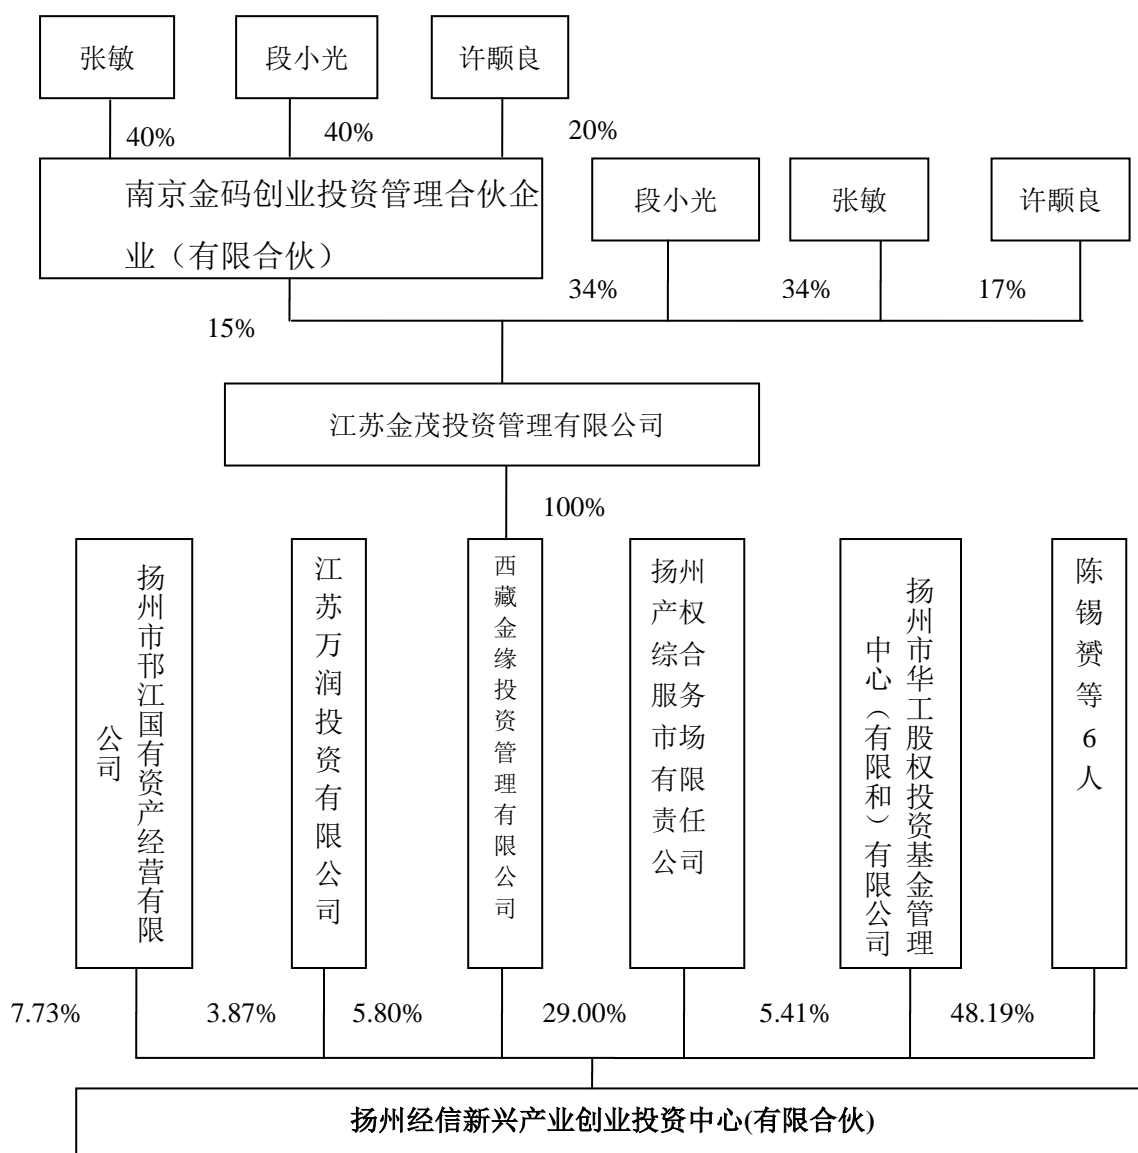 张敏
段小光
许颙良
40%
40%
20%
南京金码创业投资管理合伙企
业（有限合伙）
段小光
张敏
许颙良
15%
34%
34%
17%
江苏金茂投资管理有限公司
100%
扬州市邗江国有资产经营有限
公司
江苏万润投资有限公司
西藏金缘投资管理有限公司
扬州
产权
综合
服务
市场
有限
责任
公司
扬州市华工股权投资基金管理
中心（有限和）有限公司
陈锡赟等6人
7.73%
3.87%
5.80%
29.00%
5.41%
48.19%
扬州经信新兴产业创业投资中心(有限合伙)